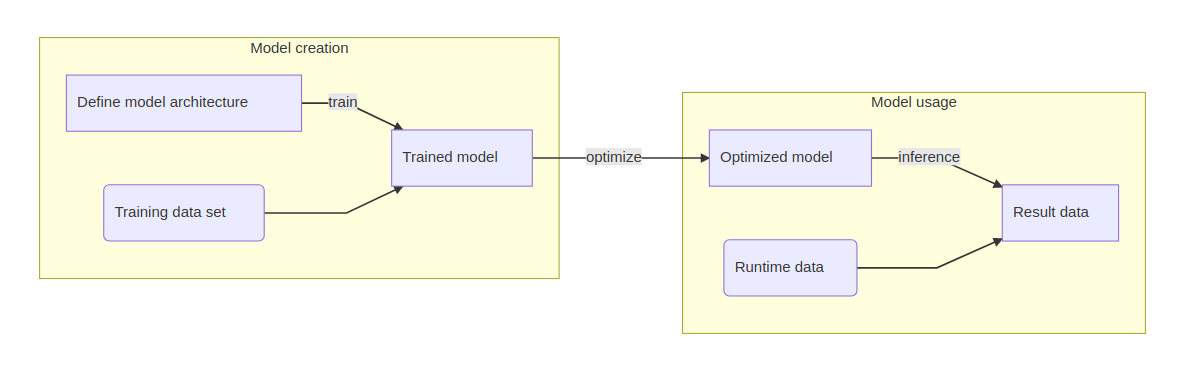 Model creation
Define model architecture
train
Trained model
Training data set
optimize
Model usage
Optimized model
inference
Result data
Runtime data